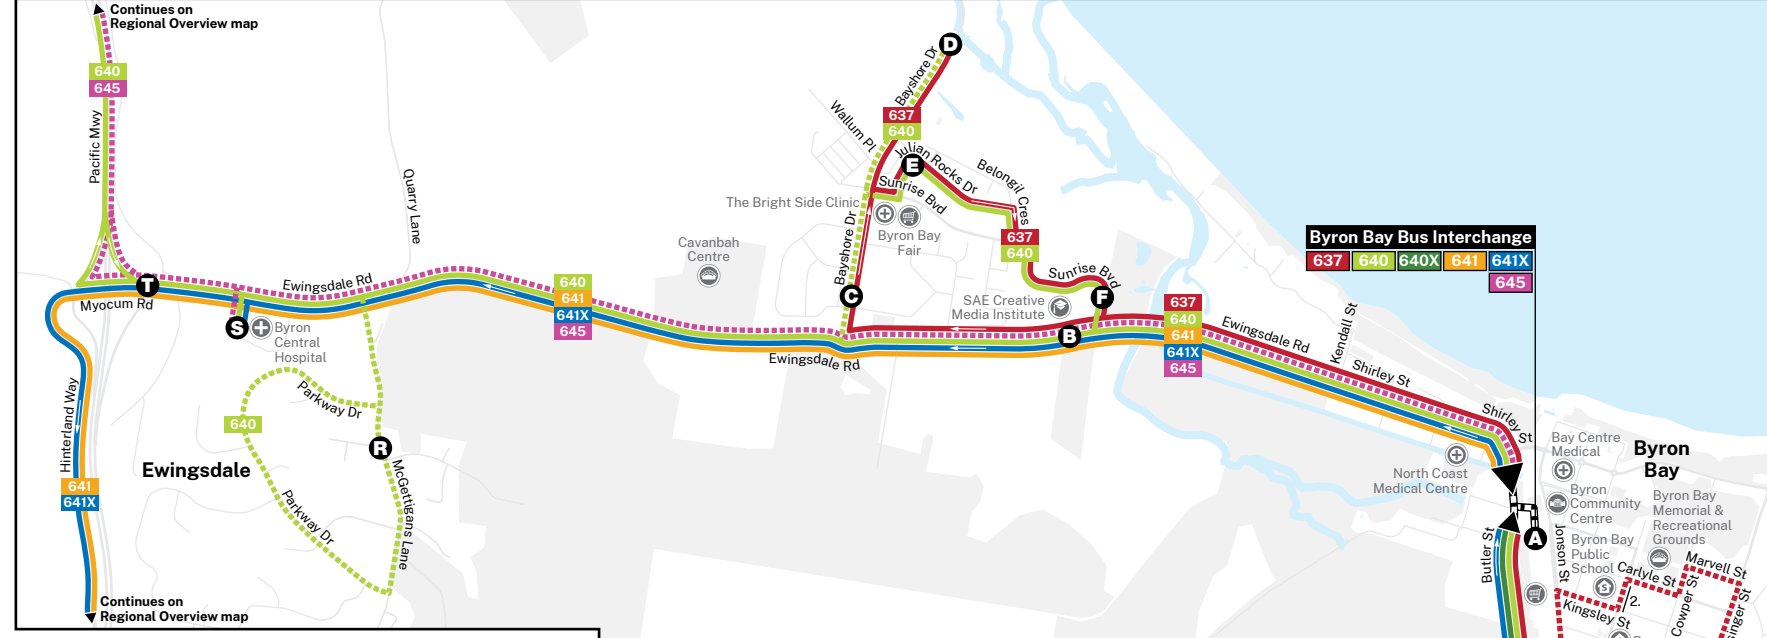 Continues on
Regional Overview map
640
645
Pacific Mwy
Quarry Lane
T
Myocum Rd
Ewingsdale Rd
S
Byron
Central
Hospital
Hinterland Way
641
641X
Continues on
Regional Overview map
Ewingsdale
640
Parkway Dr
Parkway Dr
R
McGettigans Lane
640
641
641X
645
Cavanbah
Centre
Ewingsdale Rd
D
Bayshore Dr
637
640
Wallum Pl
Julian Rocks Dr
E
Sunrise Bvd
Belongil Cres
The Bright Side Clinic
Byron Bay
Fair
Bayshore Dr
C
637
640
Sunrise Bvd
F
SAE Creative
Media Institute
B
637
640
641
641X
645
Ewingsdale Rd
Kendall St
Shirley St
Shirley St
Byron Bay Bus Interchange
637
640
640X
641
641X
645
North Coast
Medical Centre
Bay Centre
Medical
Byron
Bay
Byron
Community
Centre
Byron Bay
Memorial &
Recreational
Grounds
A
Butler St
Jonson St
Byron Bay
Public
School
S
Carlyle St
Marvell St
Kingsley St
2.
Cowper St
inger St